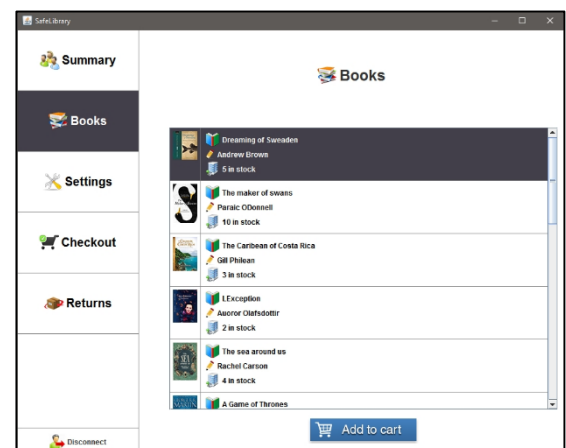 SafeLibrary
Summary
Books
Settings
Checkout
Returns
Disconnect
Books
Dreaming of Sweaden
Andrew Brown
5 in stock
The maker of swans
Paraic ODonnell
10 in stock
The Caribean of Costa Rica
Gill Philean
3 in stock
LException
Auoror Olafsdottir
2 in stock
The sea around us
Rachel Carson
4 in stock
A Game of Thrones
Add to cart